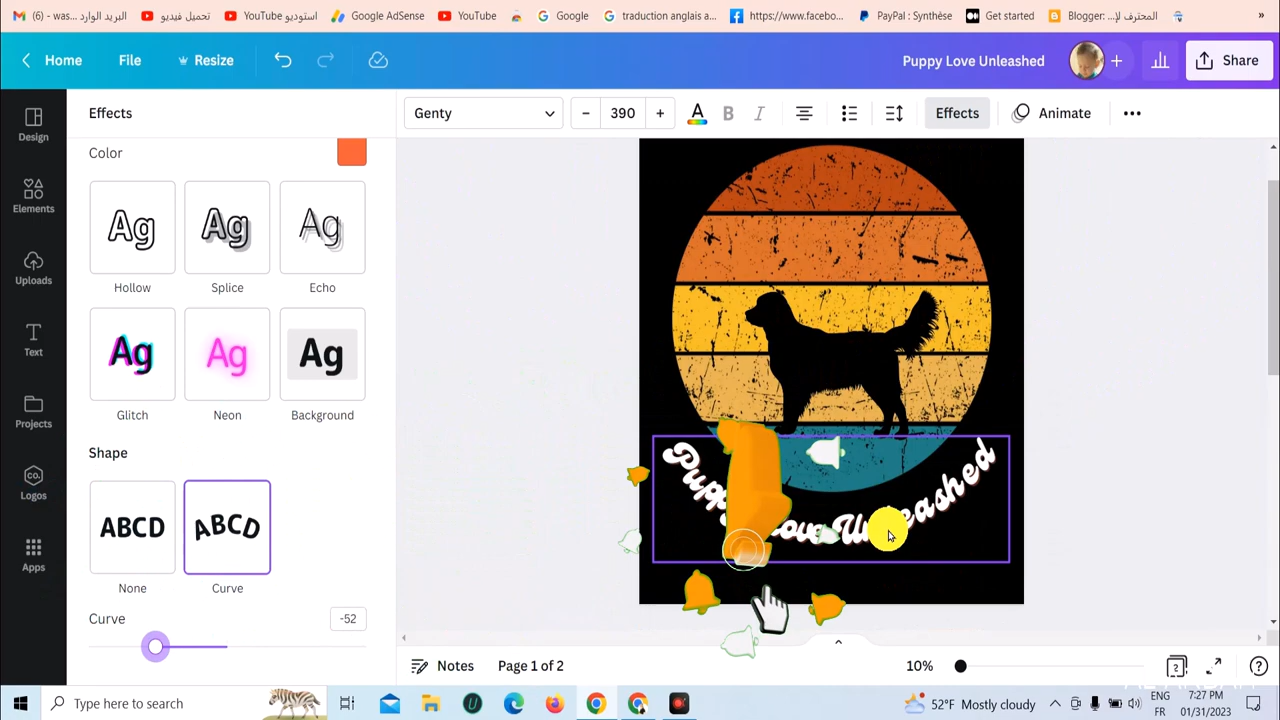 (6) البريد الوارد - was...
تحميل فيديو
استوديو YouTube
Google AdSense
YouTube
Google
traduction anglais a...
https://www.facebo...
PayPal : Synthèse
Get started
Blogger: المحترف لإ...
»
Home
File
Resize
Puppy Love Unleashed
Share
Effects
Genty
- 390 +
A
B
I
Effects
Animate
Design
Elements
Uploads
Text
Projects
Co.
Logos
Apps
Color
Ag
Ag
Ag
Hollow
Splice
Echo
Ag
Ag
Ag
Glitch
Neon
Background
Shape
ABCD
ABCD
None
Curve
Curve
-52
Notes
Page 1 of 2
10%
Type here to search
52°F Mostly cloudy
ENG
FR
7:27 PM
01/31/2023